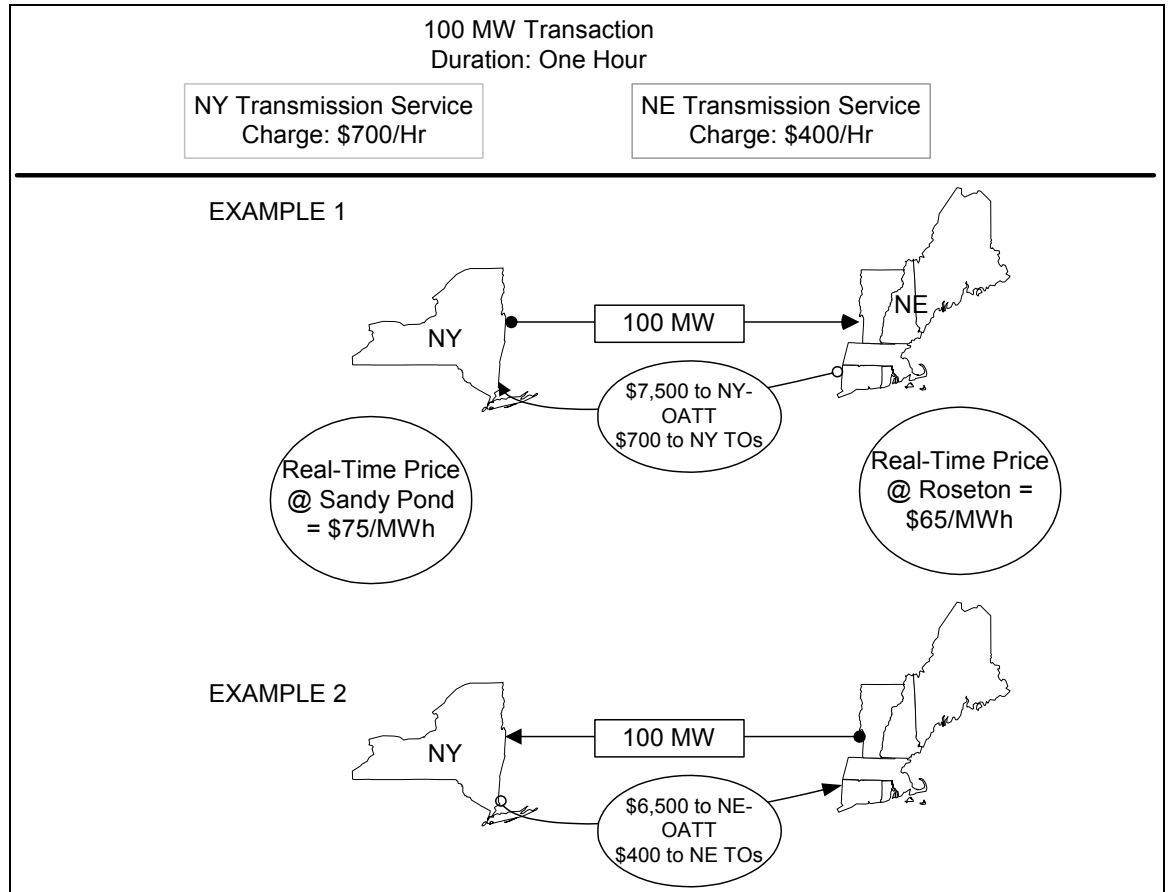 100 MW Transaction
Duration: One Hour
NY Transmission Service
Charge: $700/Hr
NE Transmission Service
Charge: $400/Hr
EXAMPLE 1
NY
100 MW
NE
$7,500 to NY-
OATT
$700 to NY TOs
Real-Time Price
@ Sandy Pond
= $75/MWh
Real-Time Price
@ Roseton =
$65/MWh
EXAMPLE 2
NY
100 MW
$6,500 to NE-
OATT
$400 to NE TOs